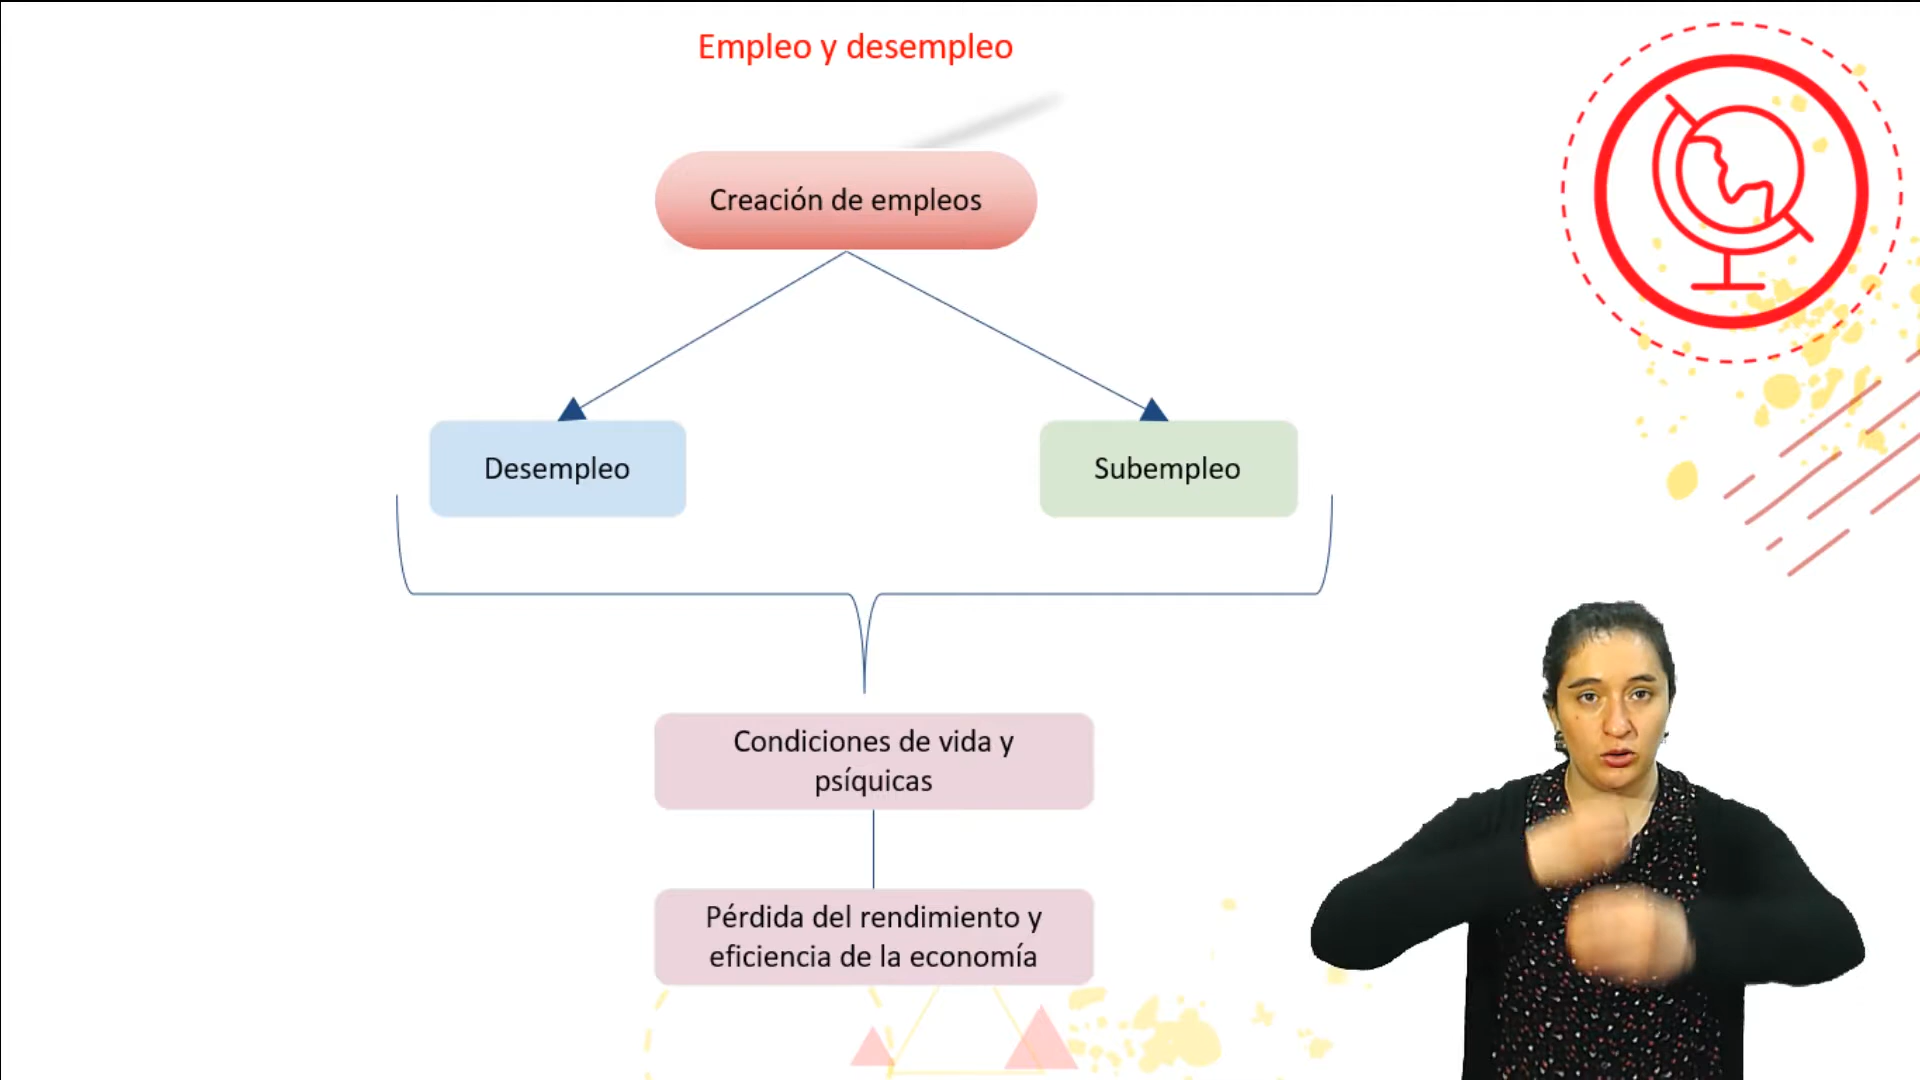 Empleo y desempleo
Creación de empleos
Desempleo
Subempleo
Condiciones de vida y
psíquicas
Pérdida del rendimiento y
eficiencia de la economía